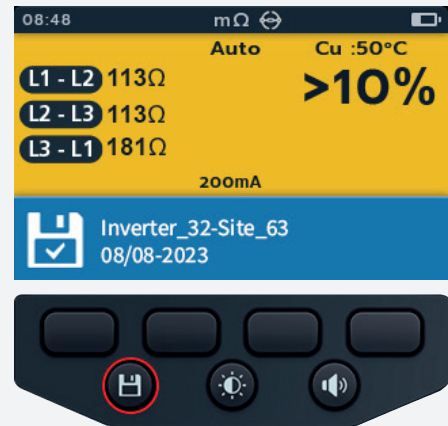 08:48 mΩ
Auto Cu :50°C
L1 - L2 113Ω >10%
L2 - L3 113Ω
L3 - L1 181Ω
200mA
Inverter_32-Site_63
08/08-2023